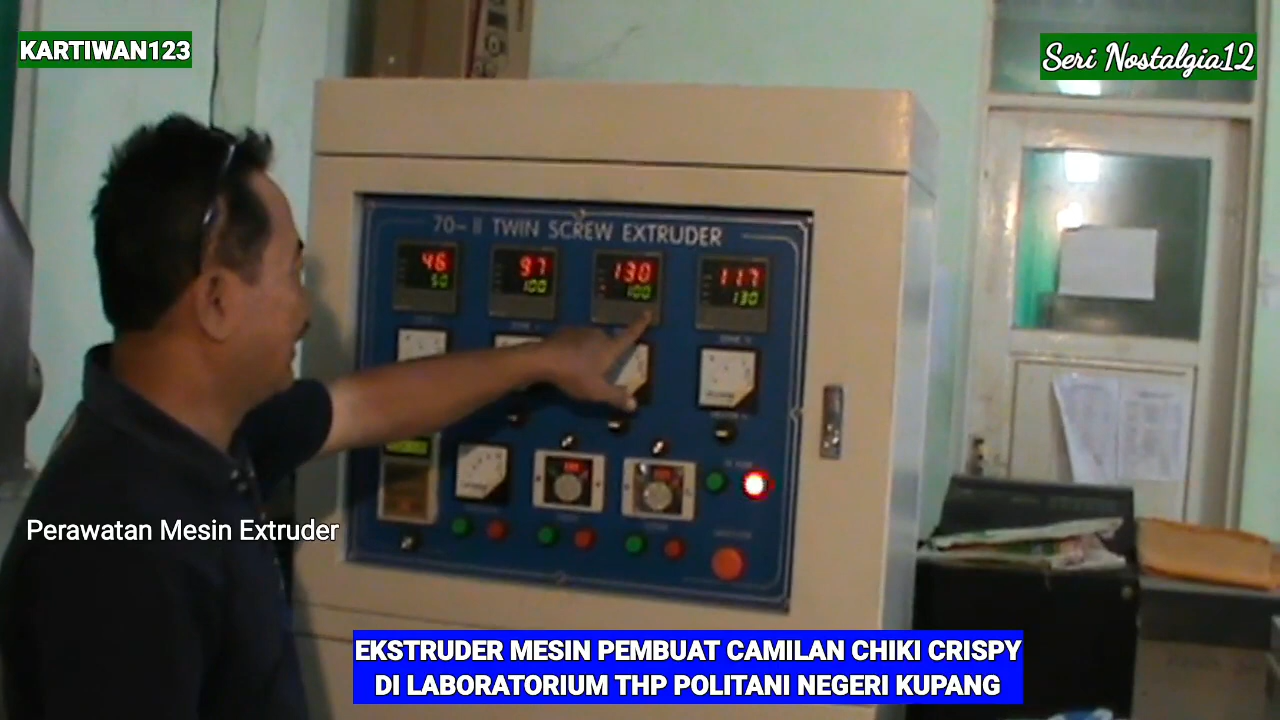 KARTIWAN123
Seri Nostalgia12
70-II TWIN SCREW EXTRUDER
46 97 130 117
50 100 100 130
Perawatan Mesin Extruder
EKSTRUDER MESIN PEMBUAT CAMILAN CHIKI CRISPY
DI LABORATORIUM THP POLITANI NEGERI KUPANG